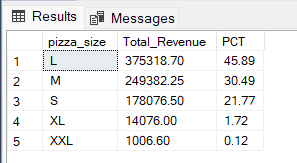 Results Messages
pizza_size Total_Revenue PCT
1 L 375318.70 45.89
2 M 249382.25 30.49
3 S 178076.50 21.77
4 XL 14076.00 1.72
5 XXL 1006.60 0.12